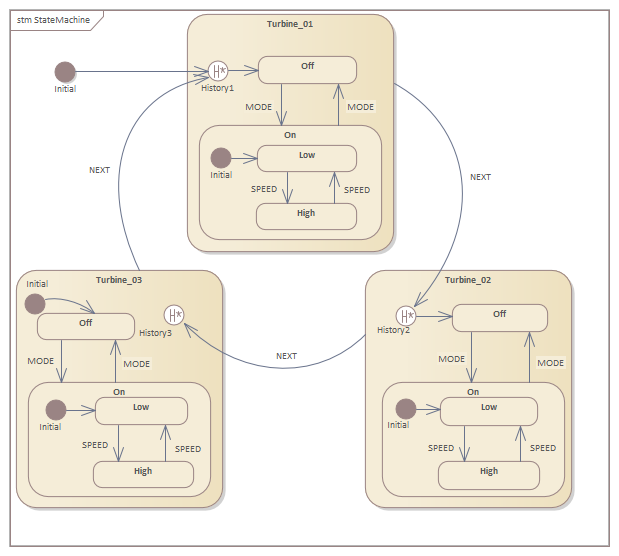 stm StateMachine
Turbine_01
Initial
H*
History1
Off
MODE
MODE
On
Initial
Low
SPEED
SPEED
High
NEXT
NEXT
Turbine_03
Initial
Off
H*
History3
MODE
MODE
On
Initial
Low
SPEED
SPEED
High
NEXT
Turbine_02
H*
History2
Off
MODE
MODE
On
Initial
Low
SPEED
SPEED
High